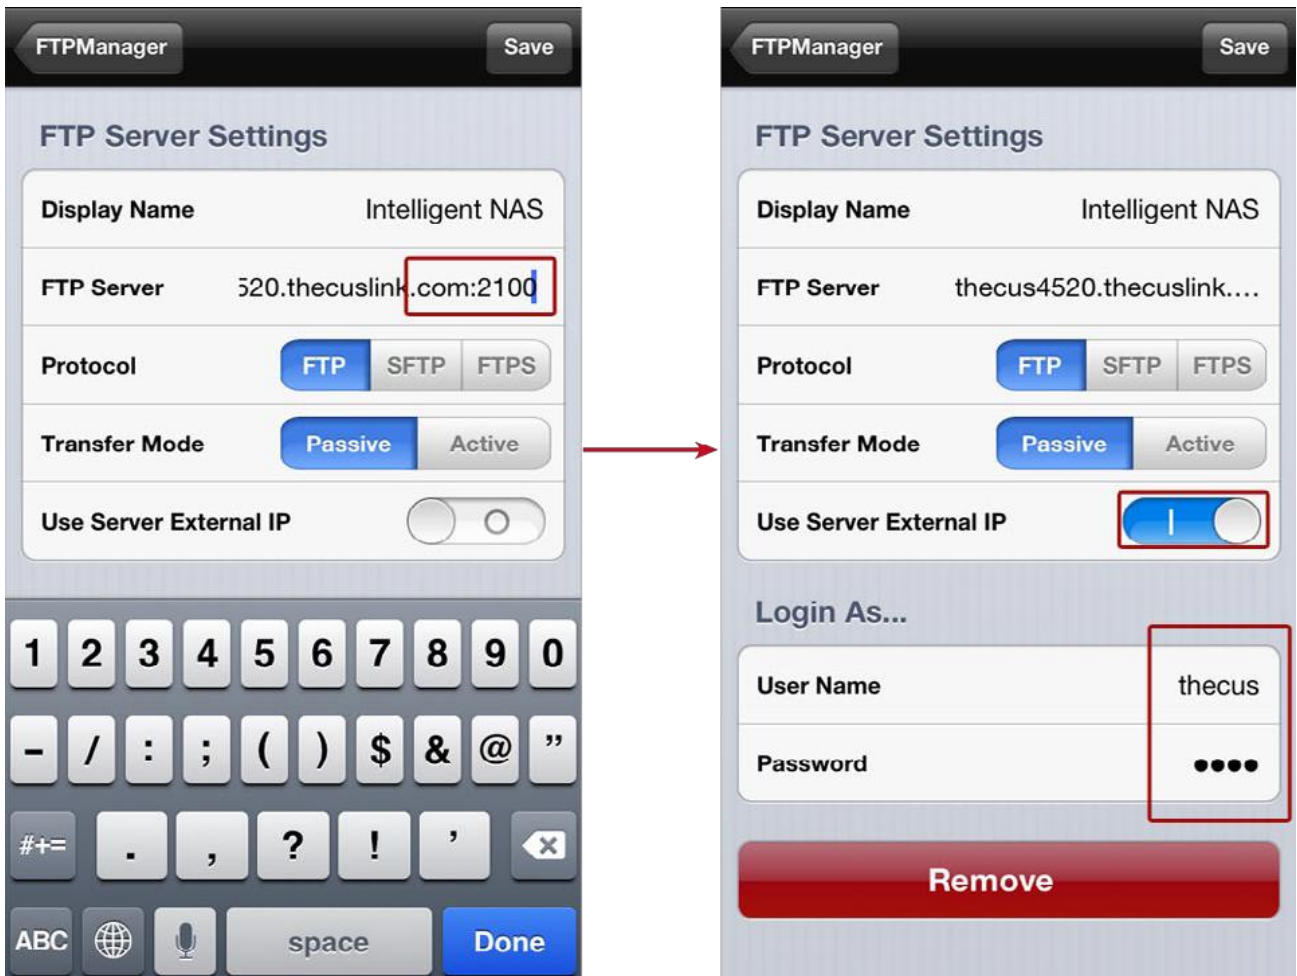 FTPManager
Save
FTP Server Settings
Display Name Intelligent NAS
FTP Server 520.thecuslink.com:2100
Protocol FTP SFTP FTPS
Transfer Mode Passive Active
Use Server External IP
1 2 3 4 5 6 7 8 9 0
- / : ; ( ) $ & @ ”
#+= . , ? ! ’
ABC space Done
FTPManager
Save
FTP Server Settings
Display Name Intelligent NAS
FTP Server thecus4520.thecuslink....
Protocol FTP SFTP FTPS
Transfer Mode Passive Active
Use Server External IP
Login As...
User Name thecus
Password ••••
Remove